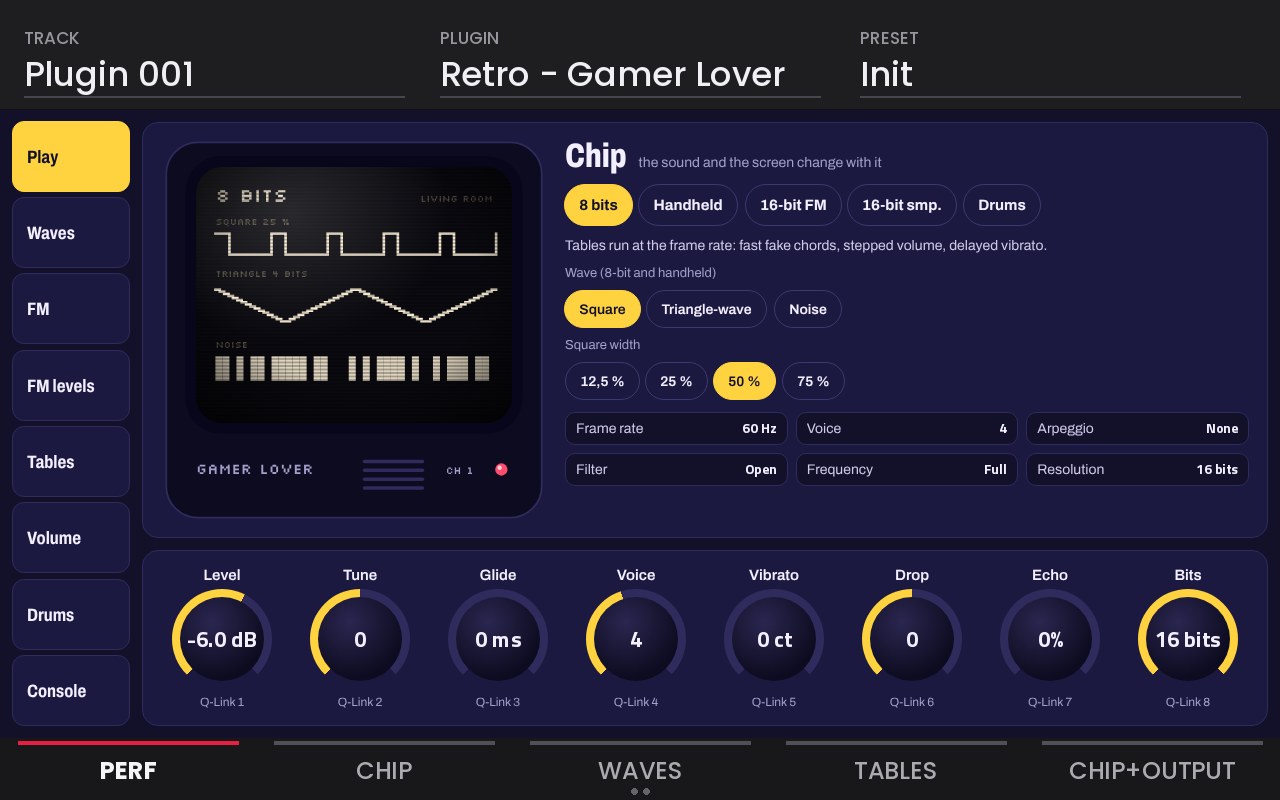 TRACK
Plugin 001
PLUGIN
Retro - Gamer Lover
PRESET
Init
Play
Waves
FM
FM levels
Tables
Volume
Drums
Console
8 BITS
LIVING ROOM
SQUARE 25 %
TRIANGLE 4 BITS
NOISE
GAMER LOVER
CH 1
Chip the sound and the screen change with it
8 bits Handheld 16-bit FM 16-bit smp. Drums
Tables run at the frame rate: fast fake chords, stepped volume, delayed vibrato.
Wave (8-bit and handheld)
Square Triangle-wave Noise
Square width
12,5 % 25 % 50 % 75 %
Frame rate 60 Hz Voice 4 Arpeggio None
Filter Open Frequency Full Resolution 16 bits
Level Tune Glide Voice Vibrato Drop Echo Bits
-6.0 dB 0 0 ms 4 0 ct 0 0% 16 bits
Q-Link 1 Q-Link 2 Q-Link 3 Q-Link 4 Q-Link 5 Q-Link 6 Q-Link 7 Q-Link 8
PERF CHIP WAVES TABLES CHIP+OUTPUT